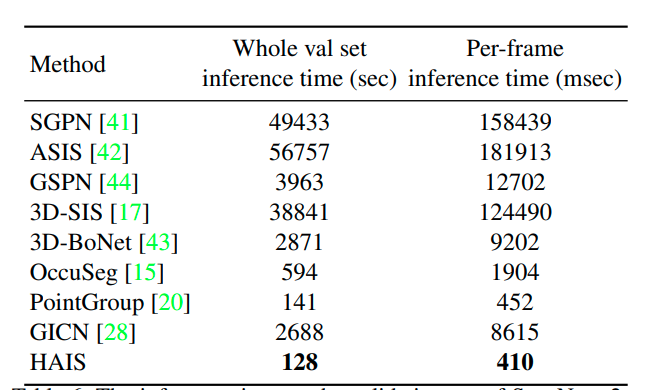 Method Whole val set inference time (sec) Per-frame inference time (msec)
SGPN [41] 49433 158439
ASIS [42] 56757 181913
GSPN [44] 3963 12702
3D-SIS [17] 38841 124490
3D-BoNet [43] 2871 9202
OccuSeg [15] 594 1904
PointGroup [20] 141 452
GICN [28] 2688 8615
HAIS 128 410